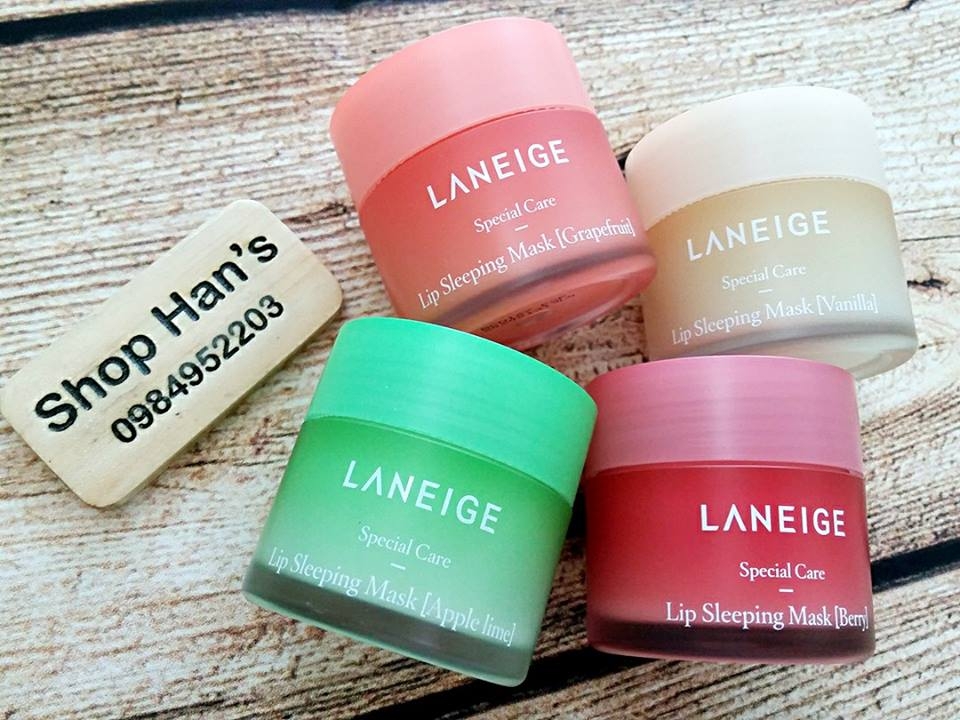 Shop Han's
0984952203
LANEIGE
Special Care
Lip Sleeping Mask [Grapefruit]
LANEIGE
Special Care
Lip Sleeping Mask [Vanilla]
LANEIGE
Special Care
Lip Sleeping Mask [Apple lime]
LANEIGE
Special Care
Lip Sleeping Mask [Berry]